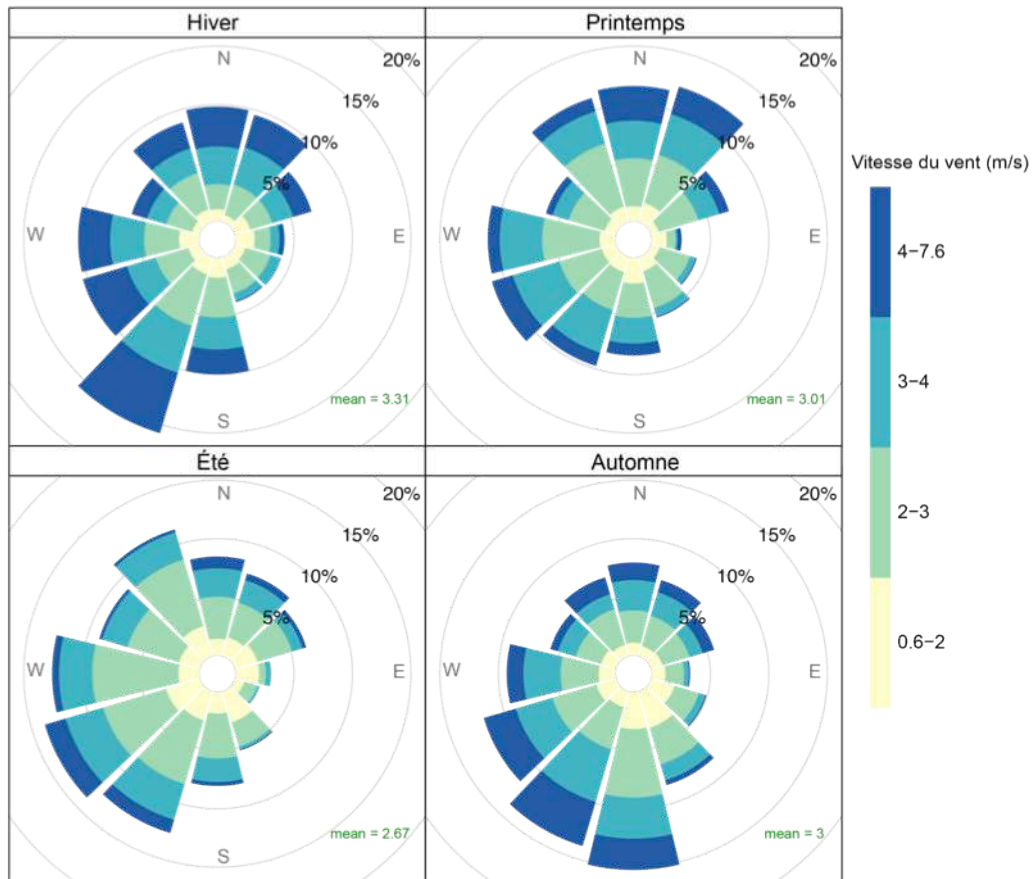 Hiver
Printemps
N
20%
15%
10%
5%
W
E
S
mean = 3.31
N
20%
15%
10%
5%
W
E
S
mean = 3.01
Été
Automne
N
20%
15%
10%
5%
W
E
S
mean = 2.67
N
20%
15%
10%
5%
W
E
mean = 3
Vitesse du vent (m/s)
4−7.6
3−4
2−3
0.6−2